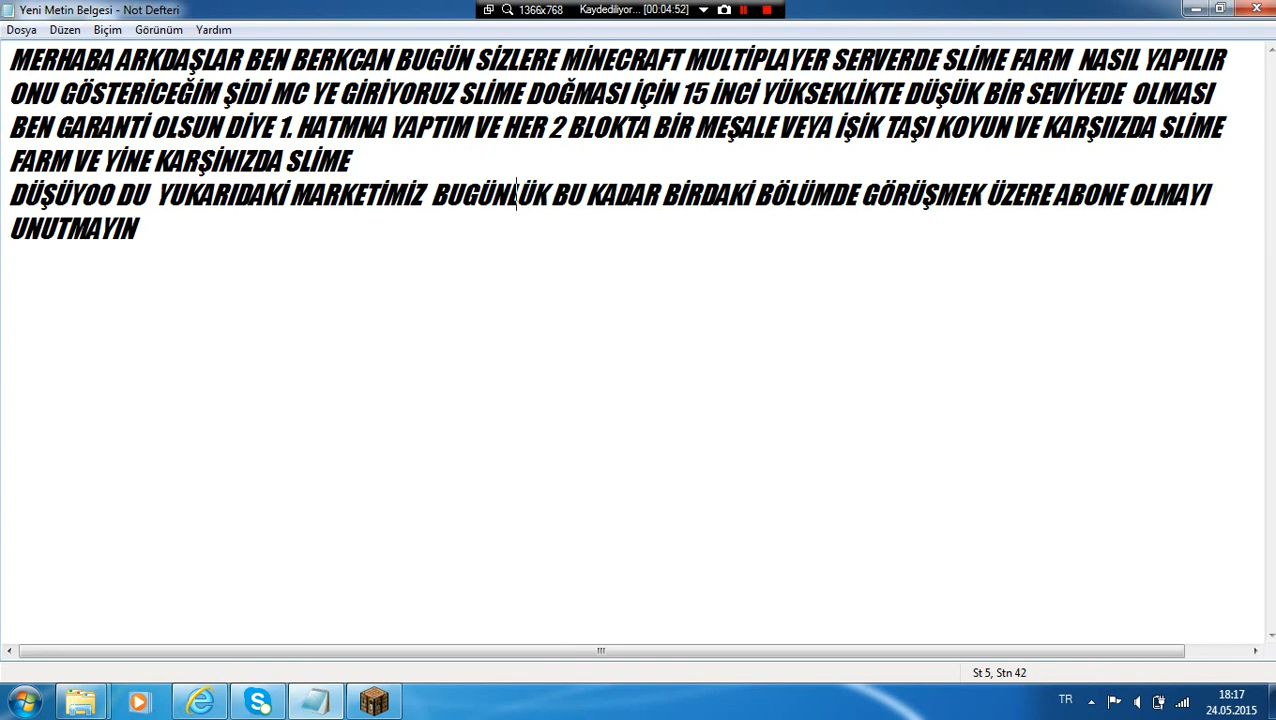 Yeni Metin Belgesi - Not Defteri
1366x768 Kaydediliyor... [00:04:52]
Dosya Düzen Biçim Görünüm Yardım
MERHABA ARKDAŞLAR BEN BERKCAN BUGÜN SİZLERE MİNECRAFT MULTİPLAYER SERVERDE SLİME FARM NASIL YAPILIR
ONU GÖSTERİCEĞİM ŞİDİ MC YE GİRİYORUZ SLİME DOĞMASI İÇİN 15 İNCİ YÜKSEKLİKTE DÜŞÜK BİR SEVİYEDE OLMASI
BEN GARANTİ OLSUN DİYE 1. HATMNA YAPTIM VE HER 2 BLOKTA BİR MEŞALE VEYA İŞİK TAŞI KOYUN VE KARŞIIZDA SLİME
FARM VE YİNE KARŞİNIZDA SLİME
DÜŞÜYOO DU YUKARIDAKİ MARKETİMİZ BUGÜNLÜK BU KADAR BİRDAKİ BÖLÜMDE GÖRÜŞMEK ÜZERE ABONE OLMAYI
UNUTMAYIN
St 5, Stn 42
TR
18:17
24.05.2015